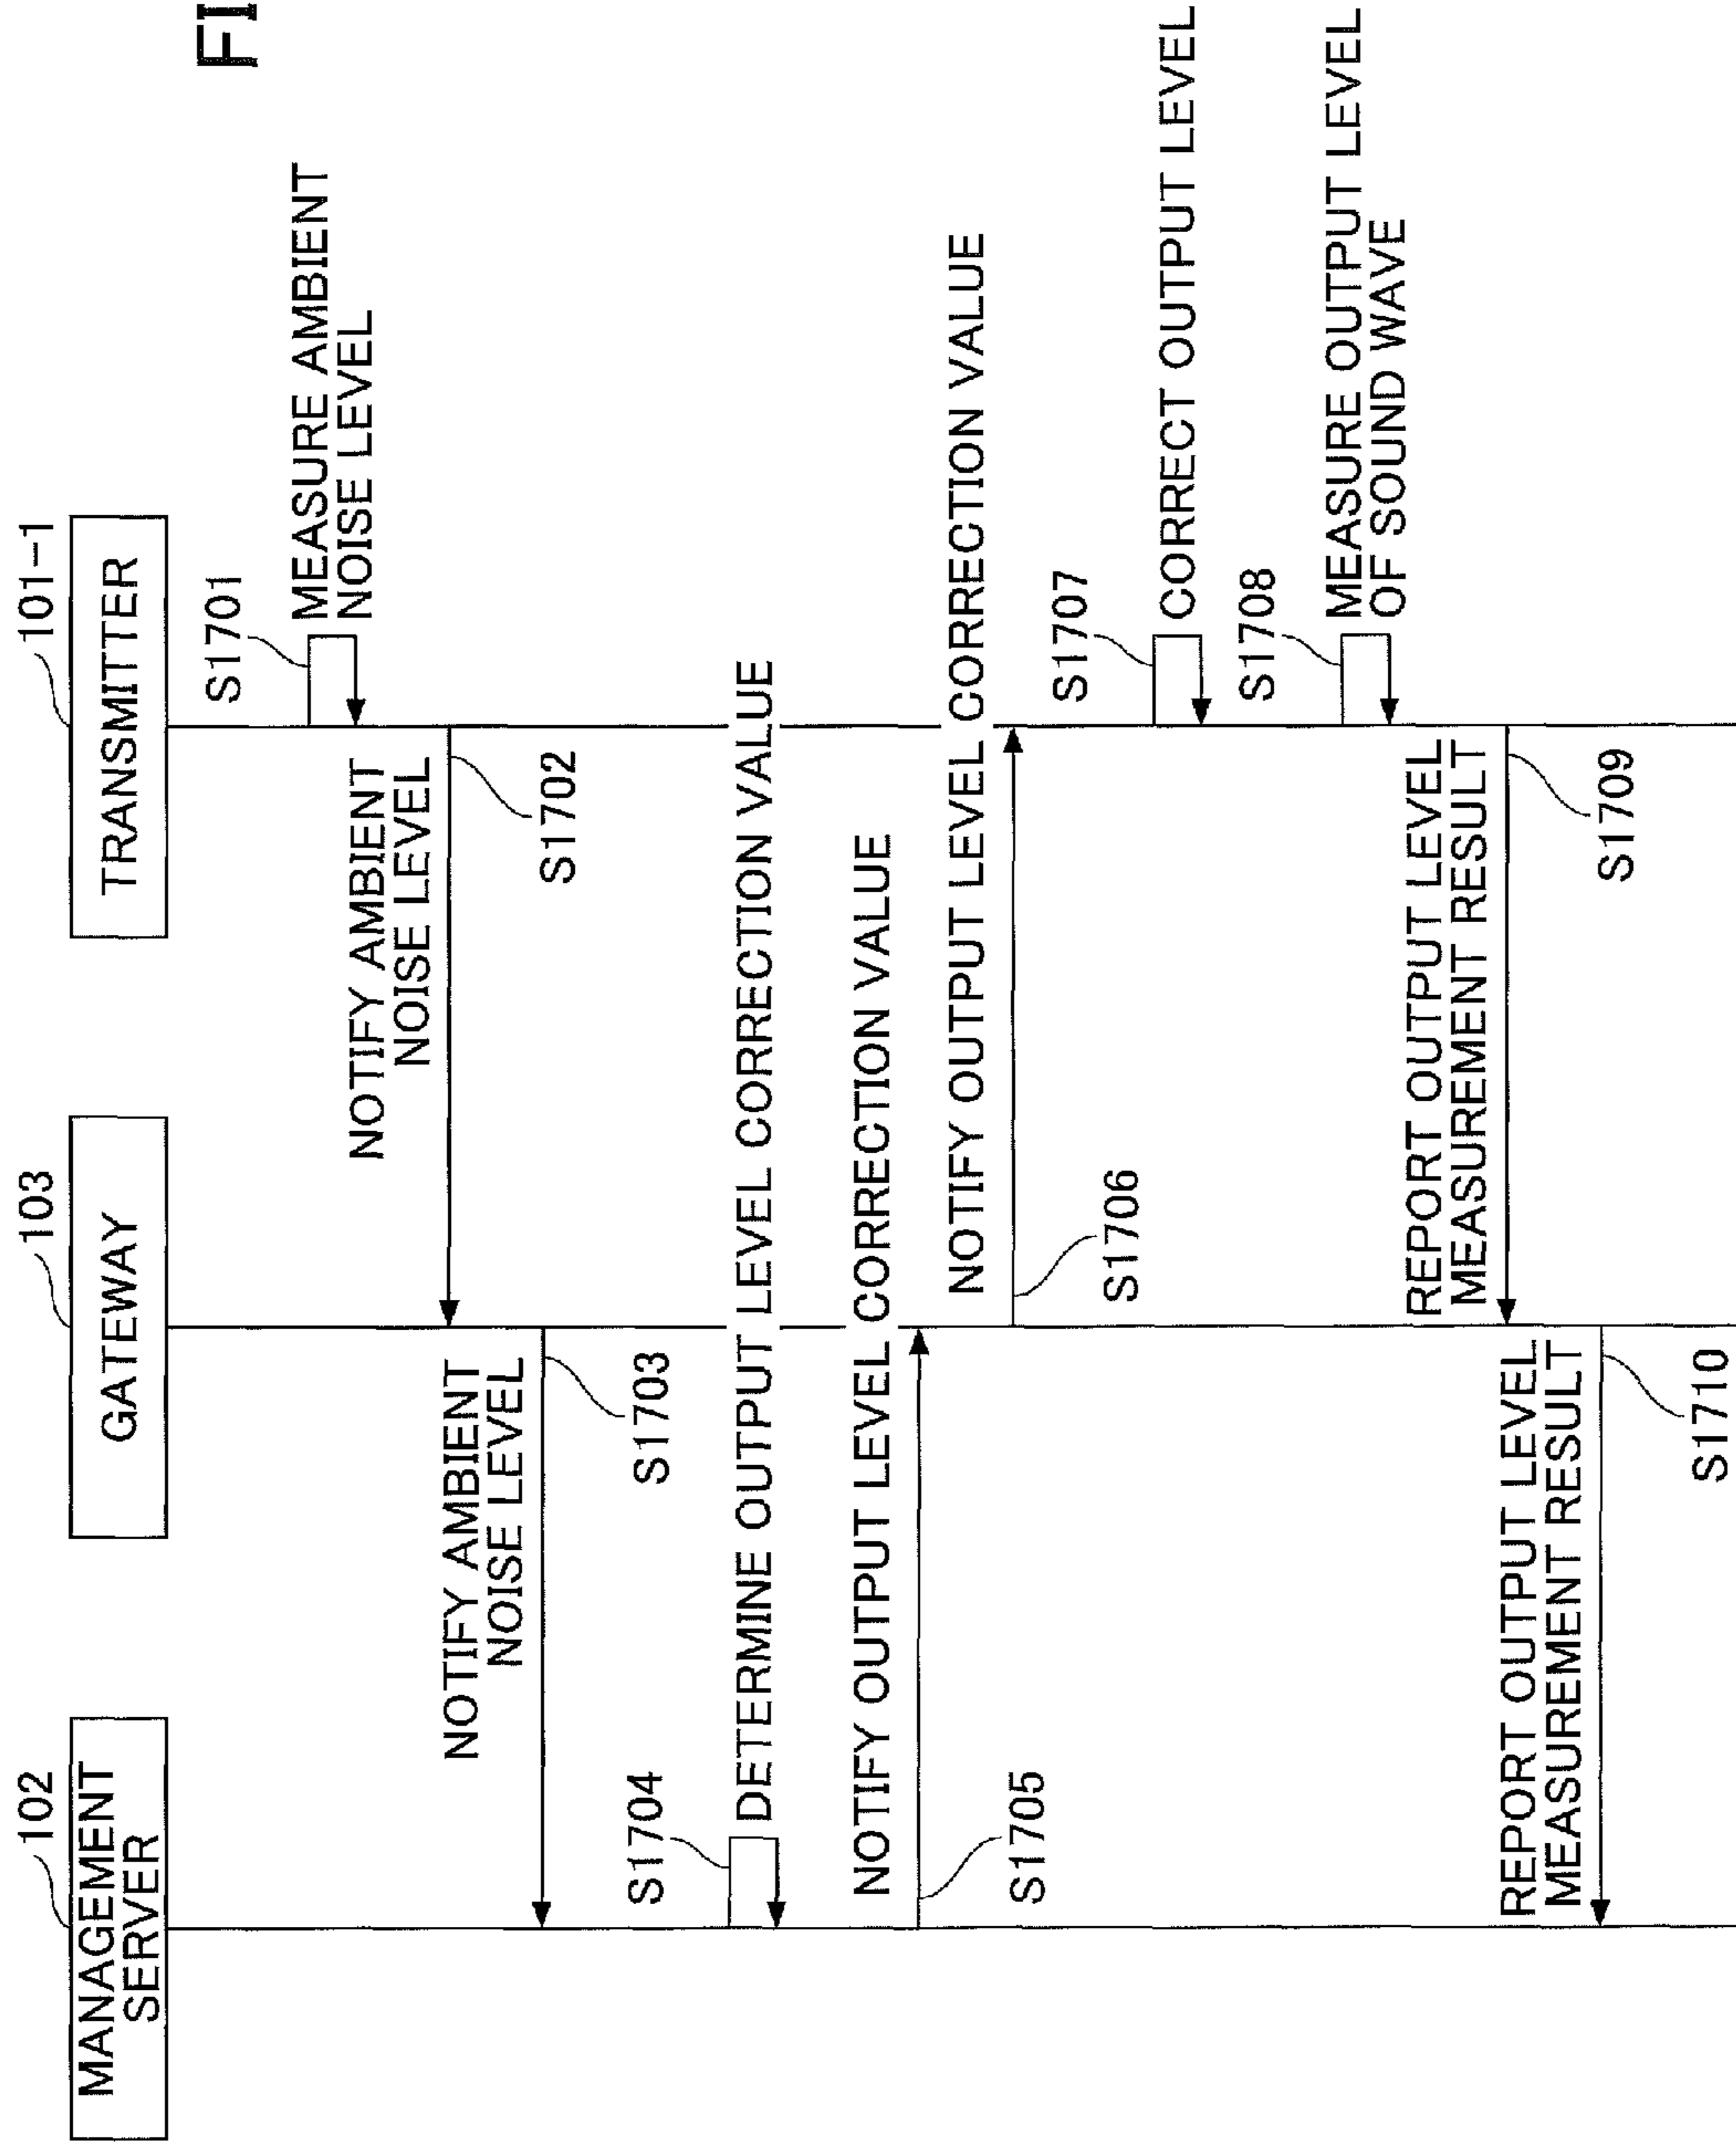 FI
102
MANAGEMENT
SERVER
103
GATEWAY
101-1
TRANSMITTER
S1701
MEASURE AMBIENT
NOISE LEVEL
NOTIFY AMBIENT
NOISE LEVEL
S1702
NOTIFY AMBIENT
NOISE LEVEL
S1703
S1704
DETERMINE OUTPUT LEVEL CORRECTION VALUE
NOTIFY OUTPUT LEVEL CORRECTION VALUE
S1705
NOTIFY OUTPUT LEVEL CORRECTION VALUE
S1706
S1707
CORRECT OUTPUT LEVEL
S1708
MEASURE OUTPUT LEVEL
OF SOUND WAVE
REPORT OUTPUT LEVEL
MEASUREMENT RESULT
S1709
REPORT OUTPUT LEVEL
MEASUREMENT RESULT
S1710